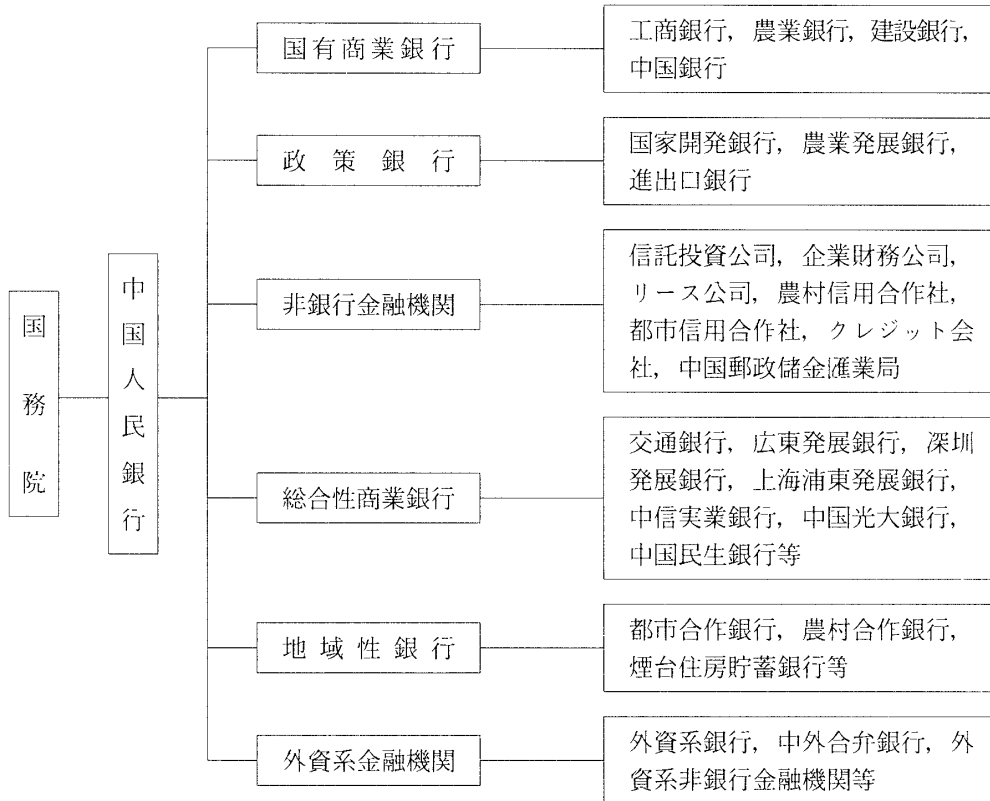 国務院
中国人民銀行
国有商業銀行
工商銀行，農業銀行，建設銀行，
中国銀行
政策銀行
国家開発銀行，農業発展銀行，
進出口銀行
非銀行金融機関
信託投資公司，企業財務公司，
リース公司，農村信用合作社，
都市信用合作社，クレジット会
社，中国郵政儲金匯業局
総合性商業銀行
交通銀行，広東発展銀行，深圳
発展銀行，上海浦東発展銀行，
中信実業銀行，中国光大銀行，
中国民生銀行等
地域性銀行
都市合作銀行，農村合作銀行，
煙台住房貯蓄銀行等
外資系金融機関
外資系銀行，中外合弁銀行，外
資系非銀行金融機関等